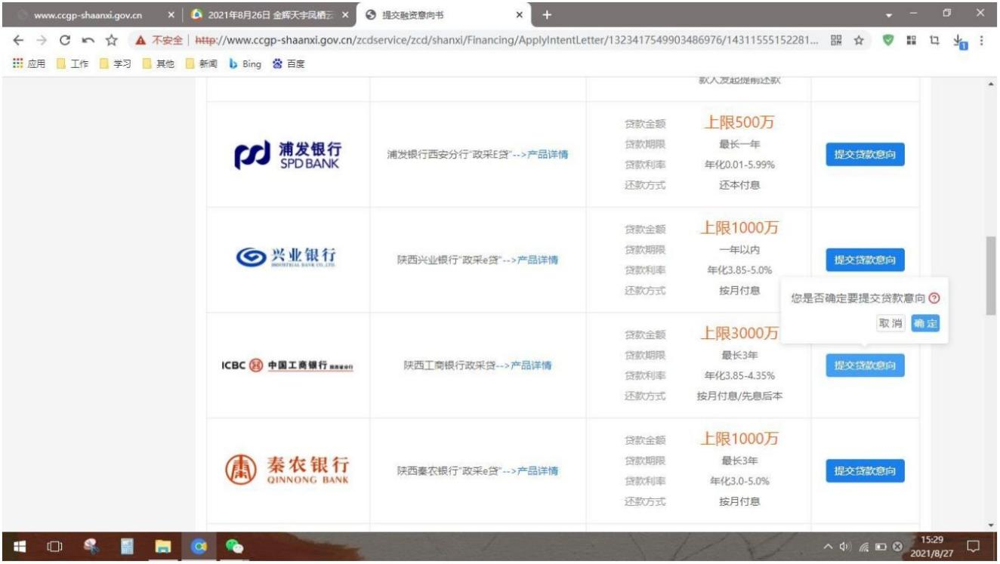 www.ccgp-shaanxi.gov.cn
2021年8月26日 金辉天宇凤栖云
提交融资意向书
不安全 http://www.ccgp-shaanxi.gov.cn/zcdservice/zcd/shanxi/Financing/ApplyIntentLetter/1323417549903486976/14311555152281...
应用 工作 学习 其他 新闻 Bing 百度
款人发起提前还款
浦发银行
SPD BANK
浦发银行西安分行"政采E贷"-->产品详情
贷款金额 上限500万
贷款期限 最长一年
贷款利率 年化0.01-5.99%
还款方式 还本付息
提交贷款意向
兴业银行
INDUSTRIAL BANK CO.,LTD.
陕西兴业银行"政采e贷"-->产品详情
贷款金额 上限1000万
贷款期限 一年以内
贷款利率 年化3.85-5.0%
还款方式 按月付息
提交贷款意向
您是否确定要提交贷款意向
取消 确定
ICBC 中国工商银行
陕西工商银行政采贷-->产品详情
贷款金额 上限3000万
贷款期限 最长3年
贷款利率 年化3.85-4.35%
还款方式 按月付息/先息后本
提交贷款意向
秦农银行
QINNONG BANK
陕西秦农银行"政采e贷"-->产品详情
贷款金额 上限1000万
贷款期限 最长3年
贷款利率 年化3.0-5.0%
还款方式 按月付息
提交贷款意向
15:29
2021/8/27